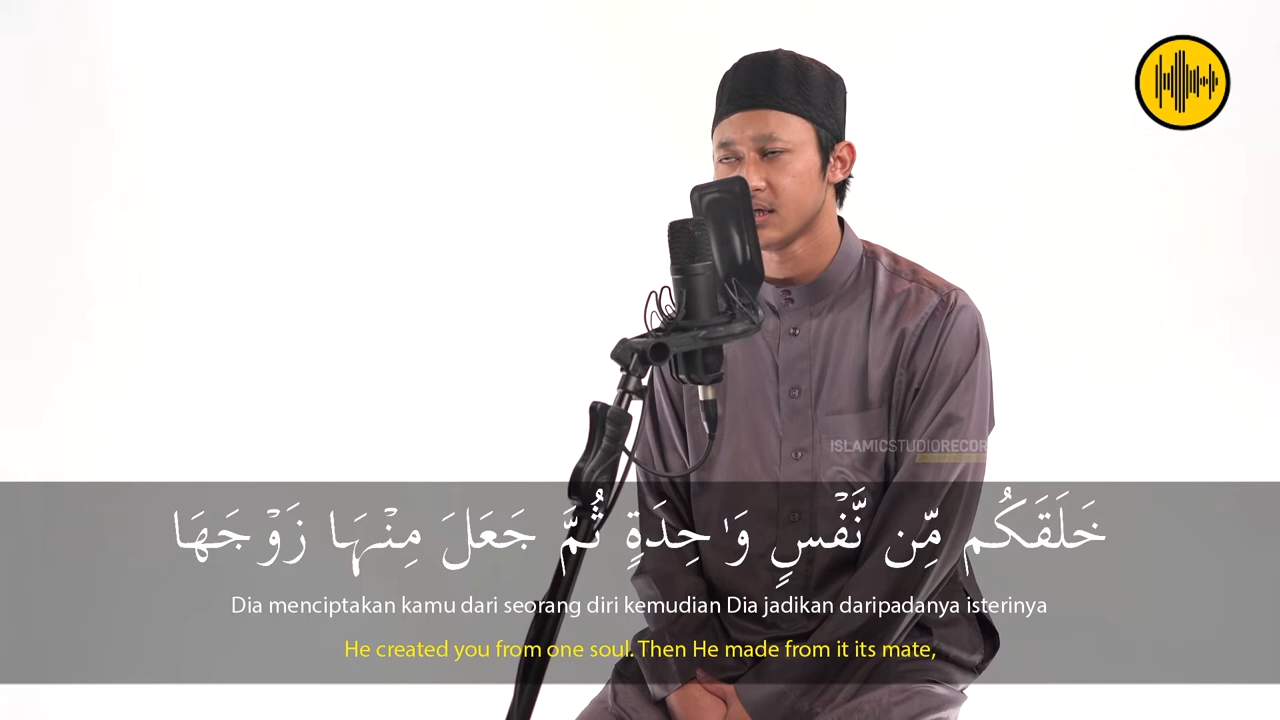 ISLAMICSTUDIORECOR
خَلَقَكُم مِّن نَّفۡسٍ وَٰحِدَةٍ ثُمَّ جَعَلَ مِنۡهَا زَوۡجَهَا
Dia menciptakan kamu dari seorang diri kemudian Dia jadikan daripadanya isterinya
He created you from one soul. Then He made from it its mate,